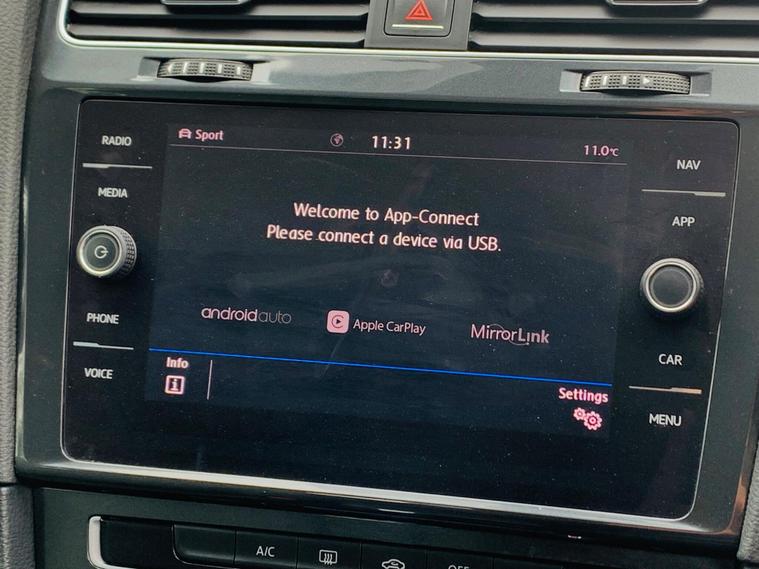 RADIO
MEDIA
PHONE
VOICE
Sport
11:31
11.0°C
Welcome to App-Connect
Please connect a device via USB.
androidauto
Apple CarPlay
MirrorLink
Info
i
Settings
NAV
APP
CAR
MENU
A/C
OFF